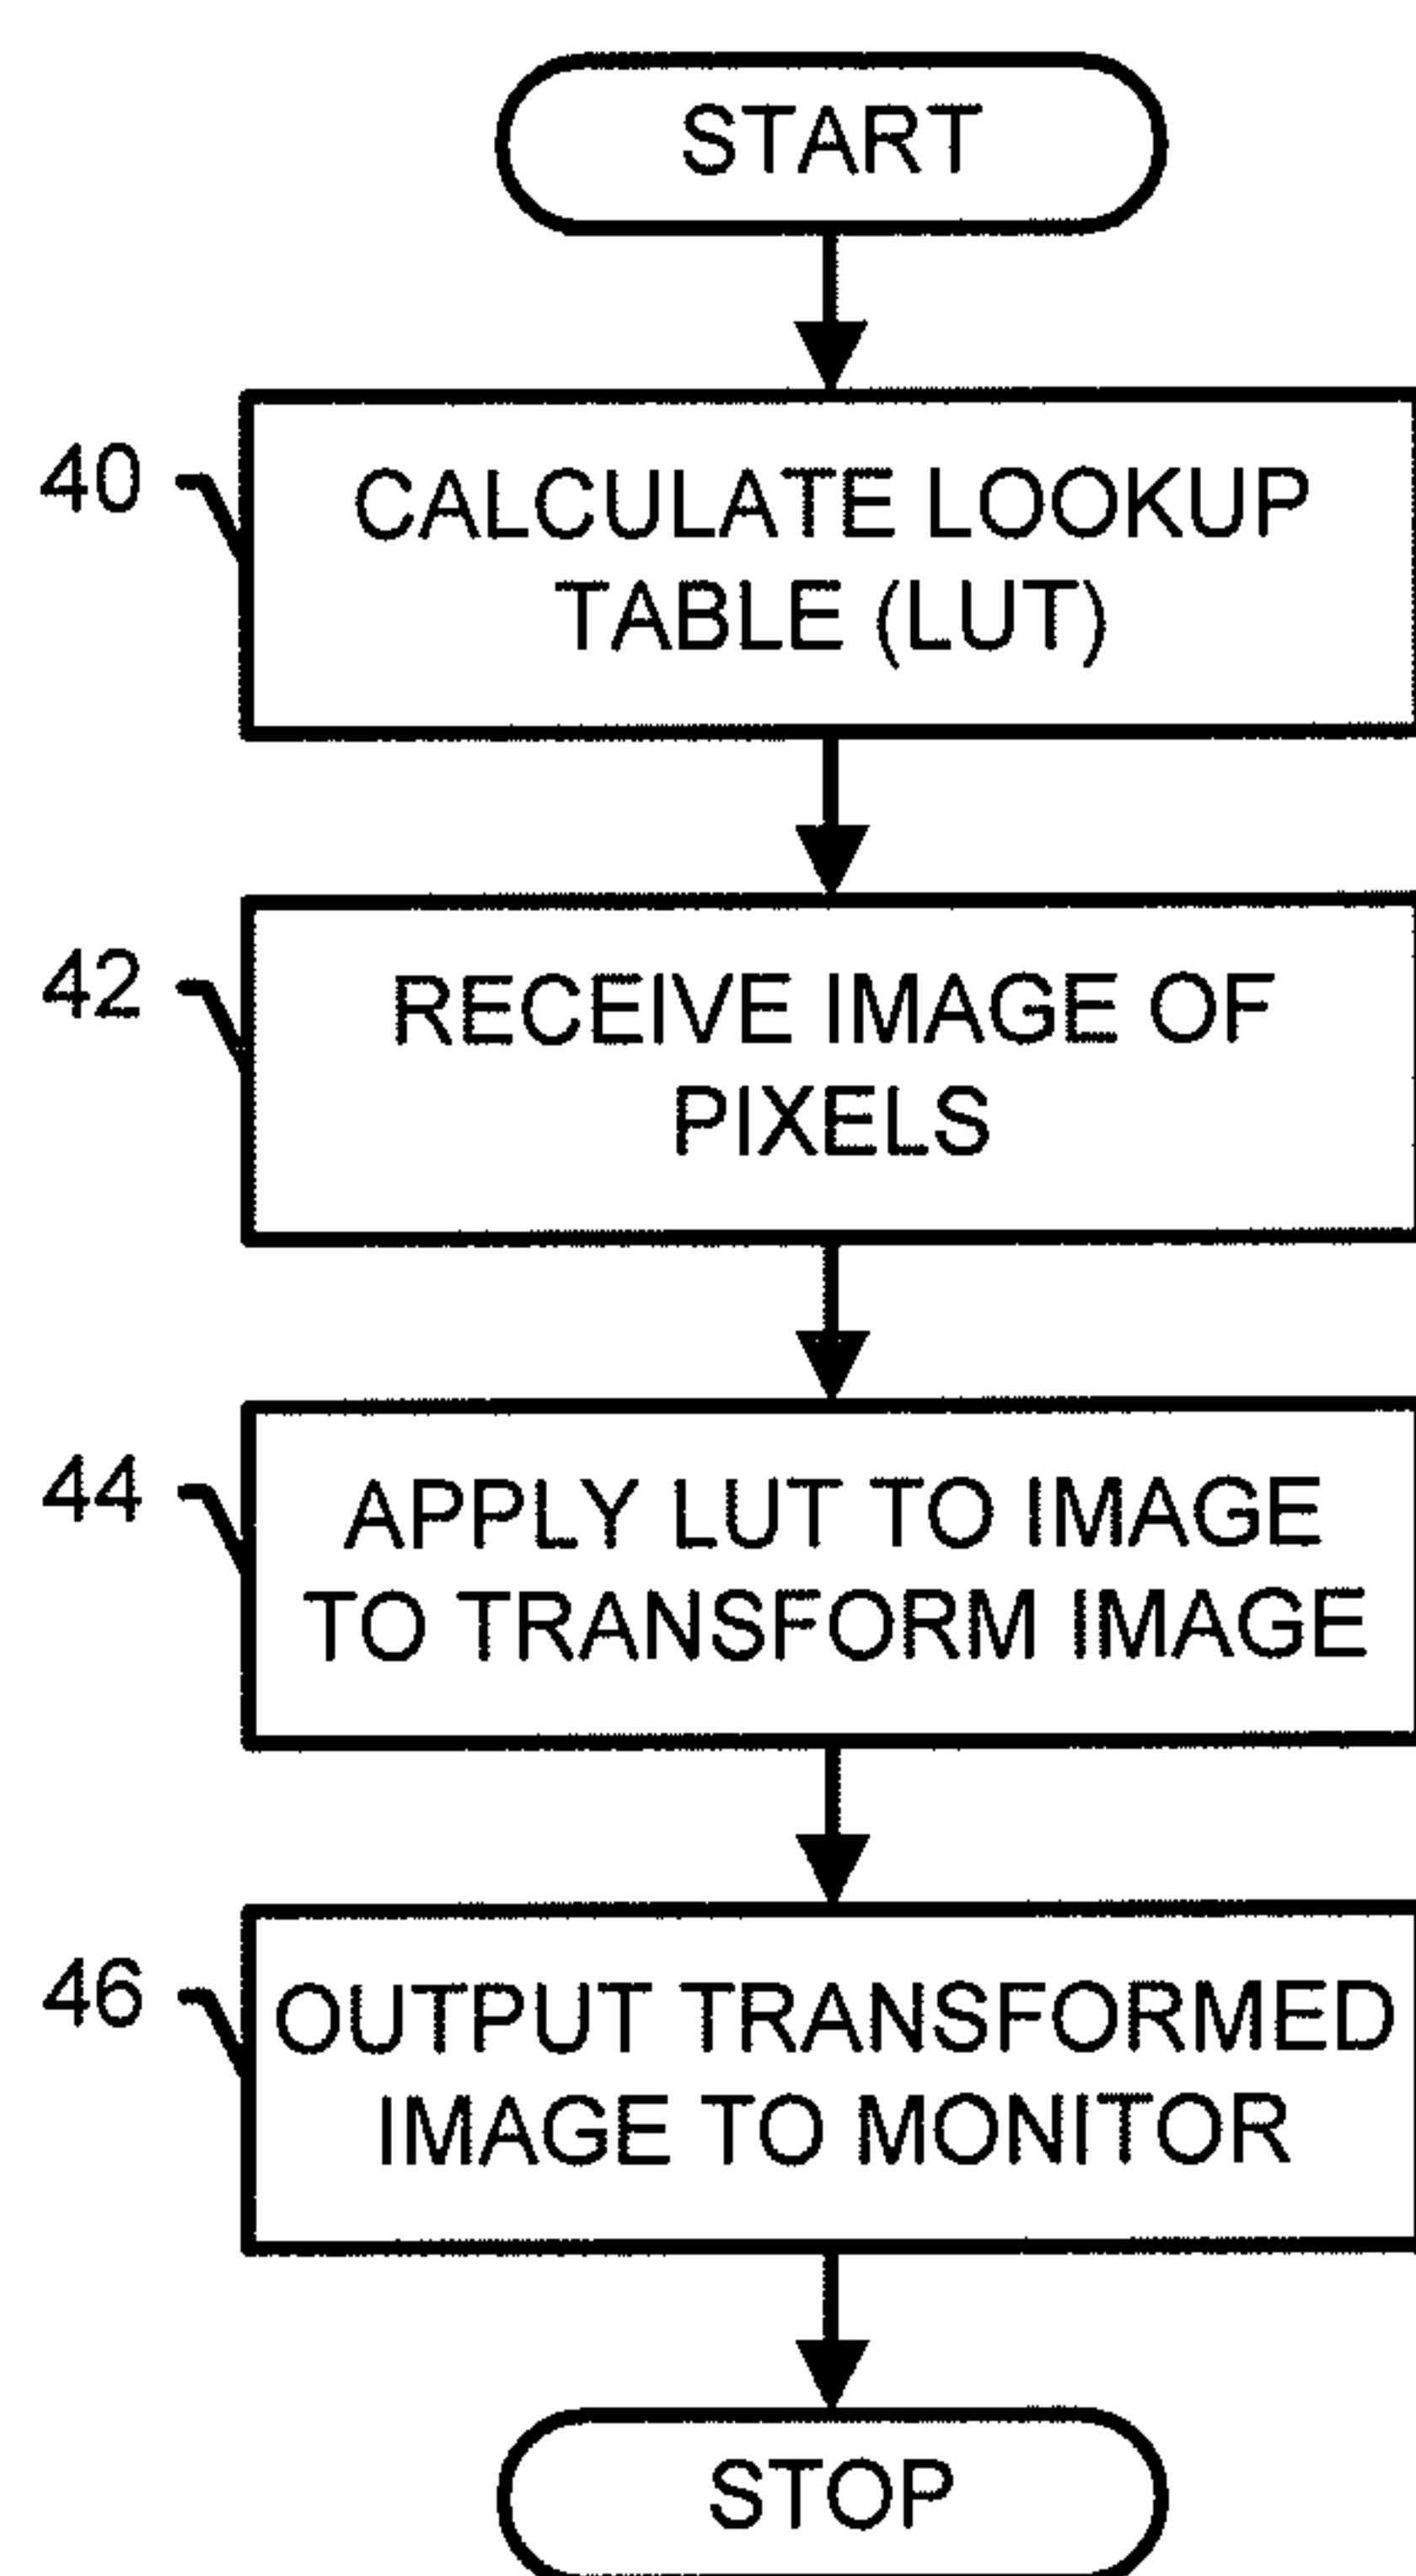 START
40
CALCULATE LOOKUP
TABLE (LUT)
42
RECEIVE IMAGE OF
PIXELS
44
APPLY LUT TO IMAGE
TO TRANSFORM IMAGE
46
OUTPUT TRANSFORMED
IMAGE TO MONITOR
STOP